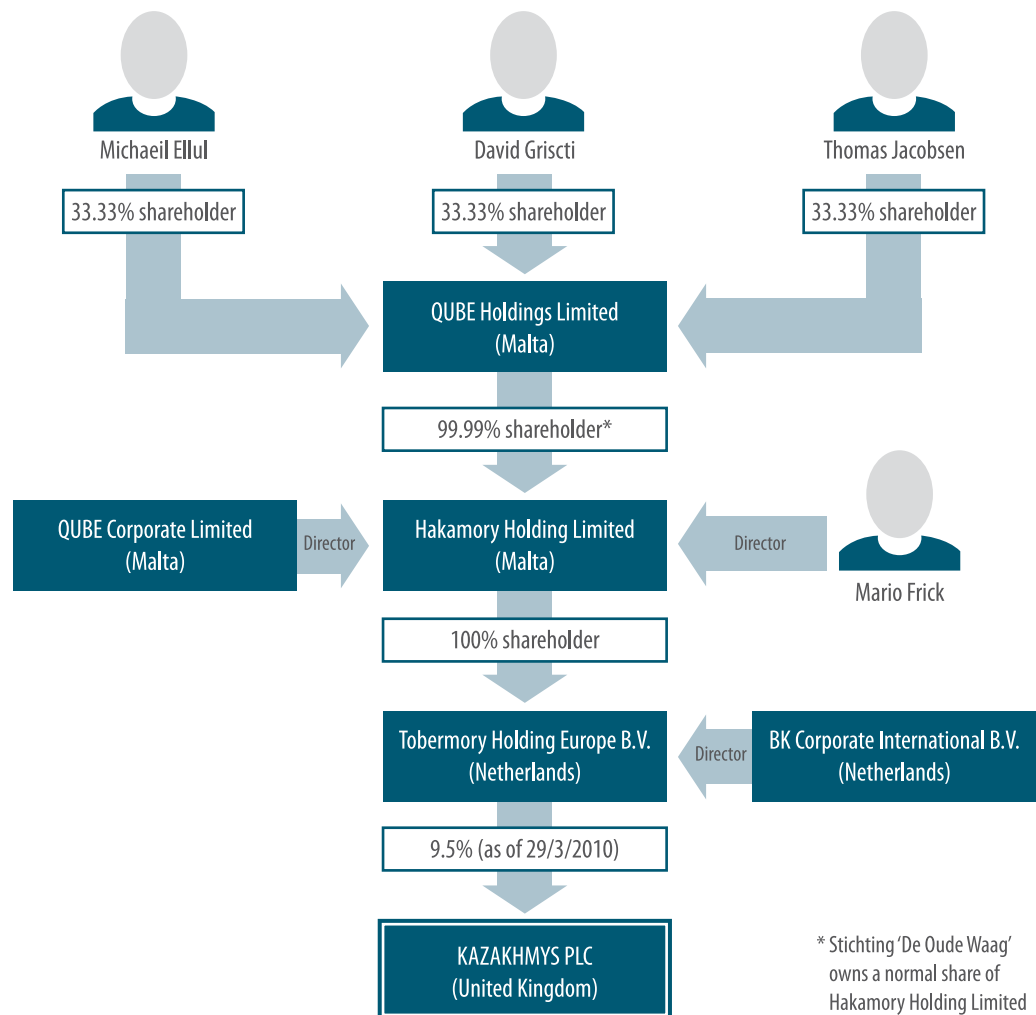 Michaeil Ellul
David Griscti
Thomas Jacobsen
33.33% shareholder
33.33% shareholder
33.33% shareholder
QUBE Holdings Limited
(Malta)
99.99% shareholder*
QUBE Corporate Limited
(Malta)
Director
Hakamory Holding Limited
(Malta)
Director
Mario Frick
100% shareholder
Tobermory Holding Europe B.V.
(Netherlands)
Director
BK Corporate International B.V.
(Netherlands)
9.5% (as of 29/3/2010)
KAZAKHMYS PLC
(United Kingdom)
* Stichting ‘De Oude Waag’
owns a normal share of
Hakamory Holding Limited